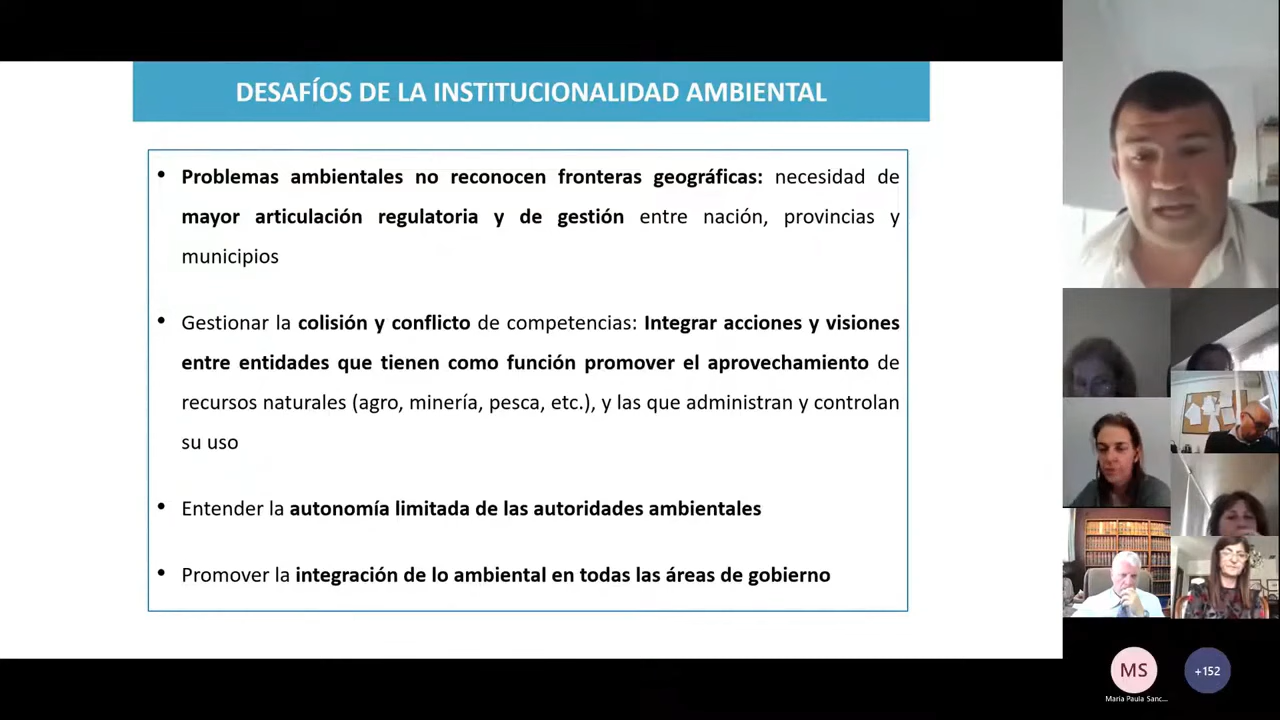 DESAFÍOS DE LA INSTITUCIONALIDAD AMBIENTAL
• Problemas ambientales no reconocen fronteras geográficas: necesidad de
mayor articulación regulatoria y de gestión entre nación, provincias y
municipios
• Gestionar la colisión y conflicto de competencias: Integrar acciones y visiones
entre entidades que tienen como función promover el aprovechamiento de
recursos naturales (agro, minería, pesca, etc.), y las que administran y controlan
su uso
• Entender la autonomía limitada de las autoridades ambientales
• Promover la integración de lo ambiental en todas las áreas de gobierno
MS
+152
Maria Paula Sanc...